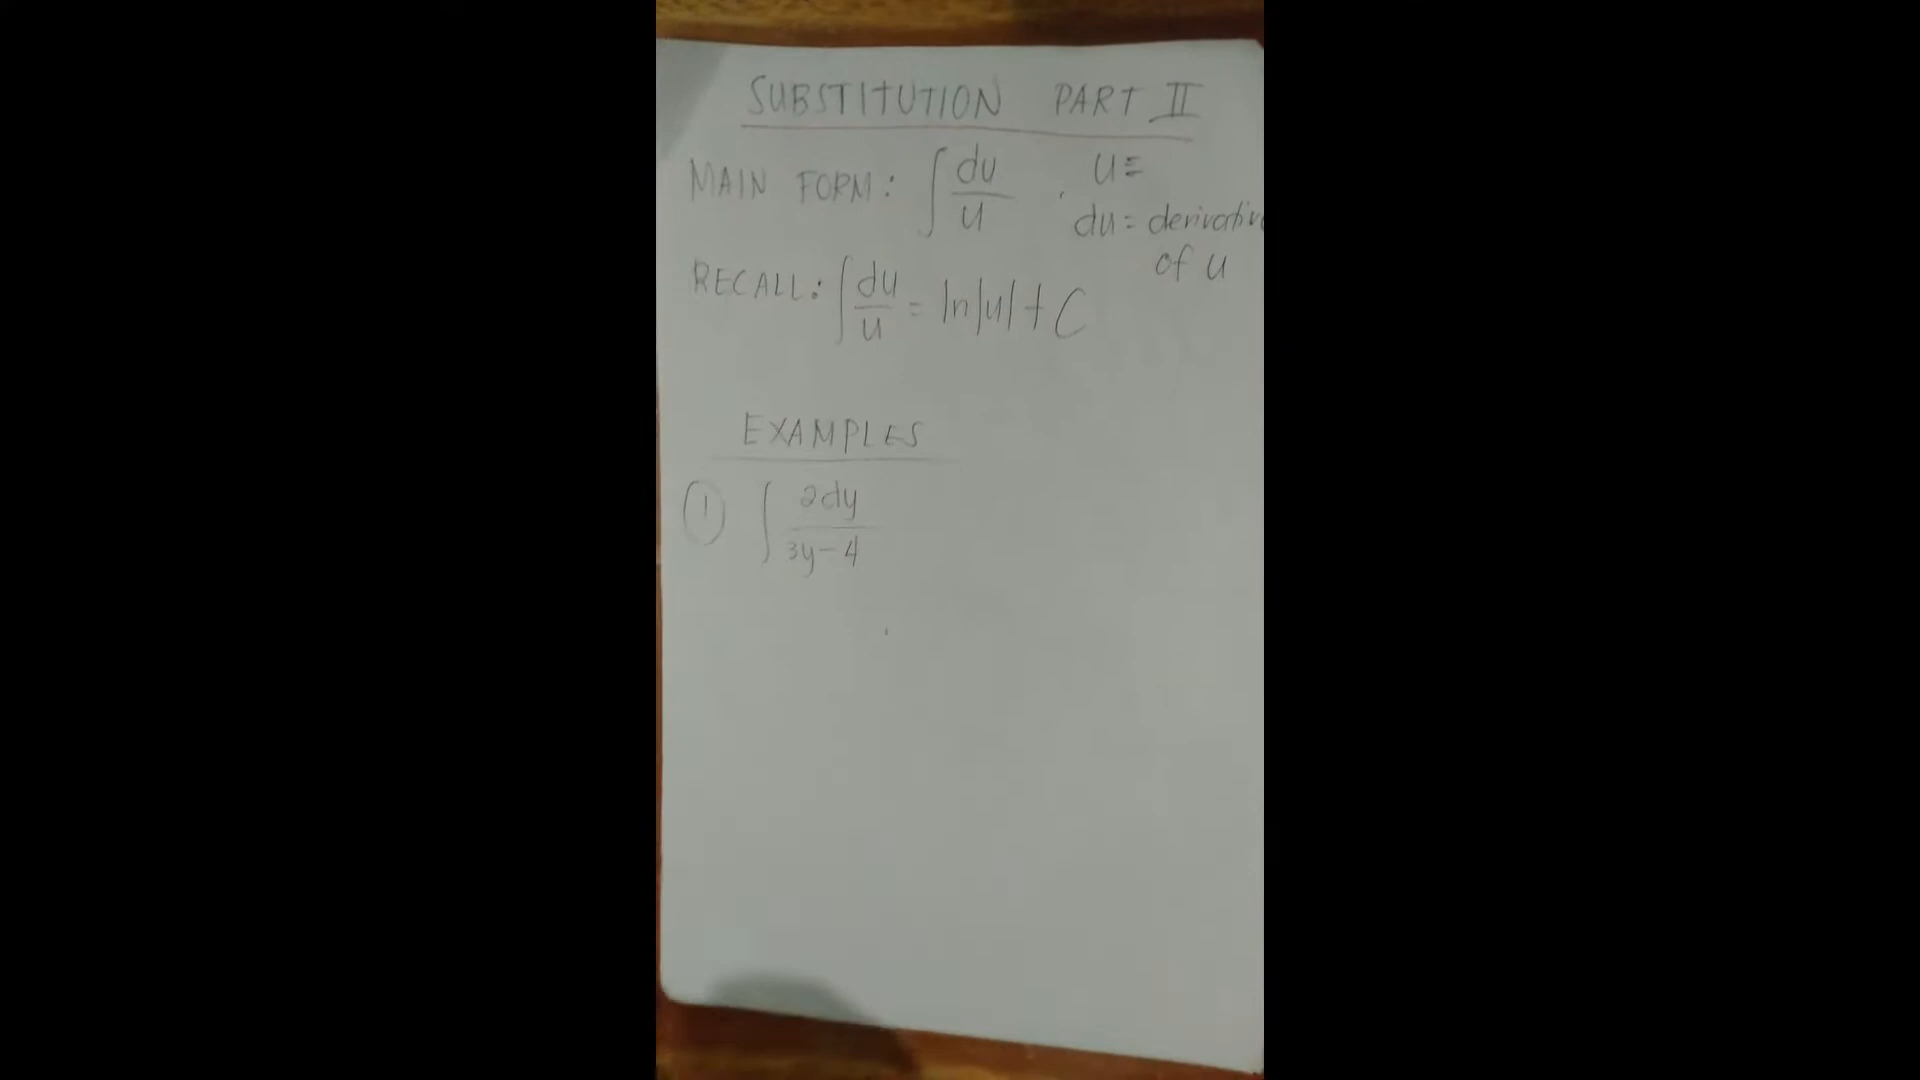 SUBSTITUTION PART II
MAIN FORM: ∫ du/u u =
du = derivative of u
RECALL: ∫ du/u = ln|u| + C
EXAMPLES
① ∫ 2dy/3y-4